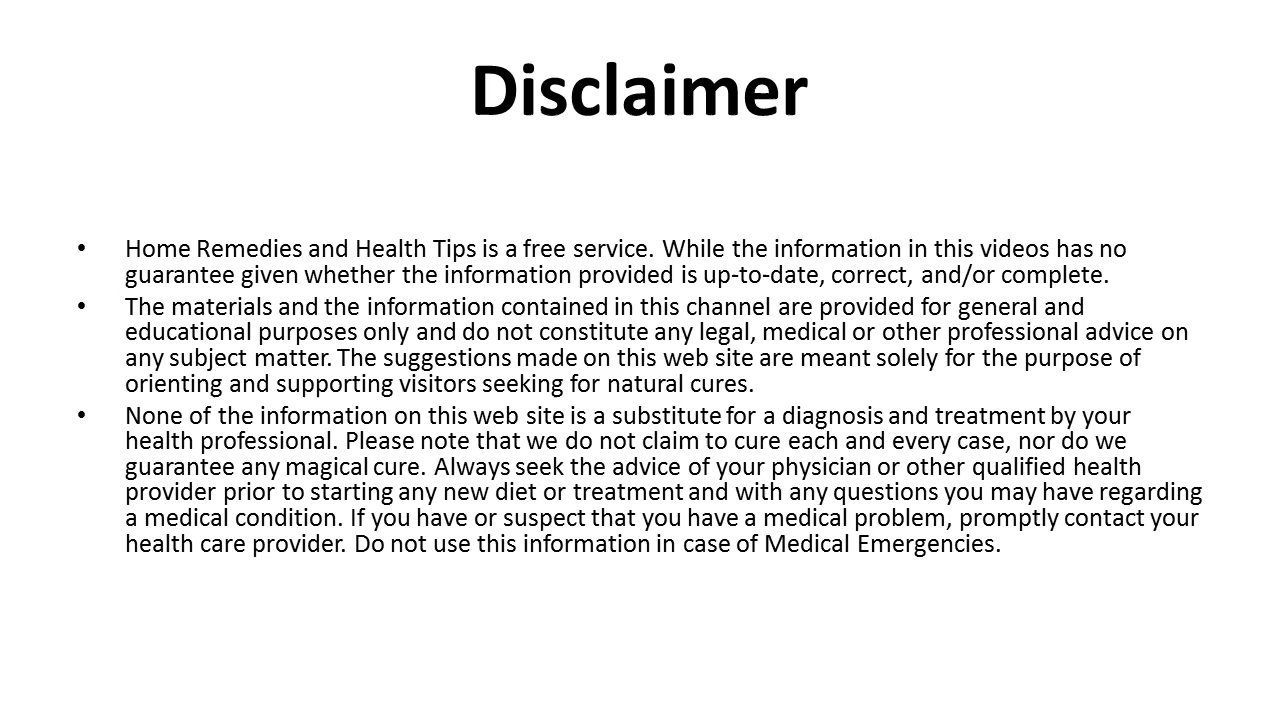 Disclaimer
• Home Remedies and Health Tips is a free service. While the information in this videos has no
guarantee given whether the information provided is up-to-date, correct, and/or complete.
• The materials and the information contained in this channel are provided for general and
educational purposes only and do not constitute any legal, medical or other professional advice on
any subject matter. The suggestions made on this web site are meant solely for the purpose of
orienting and supporting visitors seeking for natural cures.
• None of the information on this web site is a substitute for a diagnosis and treatment by your
health professional. Please note that we do not claim to cure each and every case, nor do we
guarantee any magical cure. Always seek the advice of your physician or other qualified health
provider prior to starting any new diet or treatment and with any questions you may have regarding
a medical condition. If you have or suspect that you have a medical problem, promptly contact your
health care provider. Do not use this information in case of Medical Emergencies.